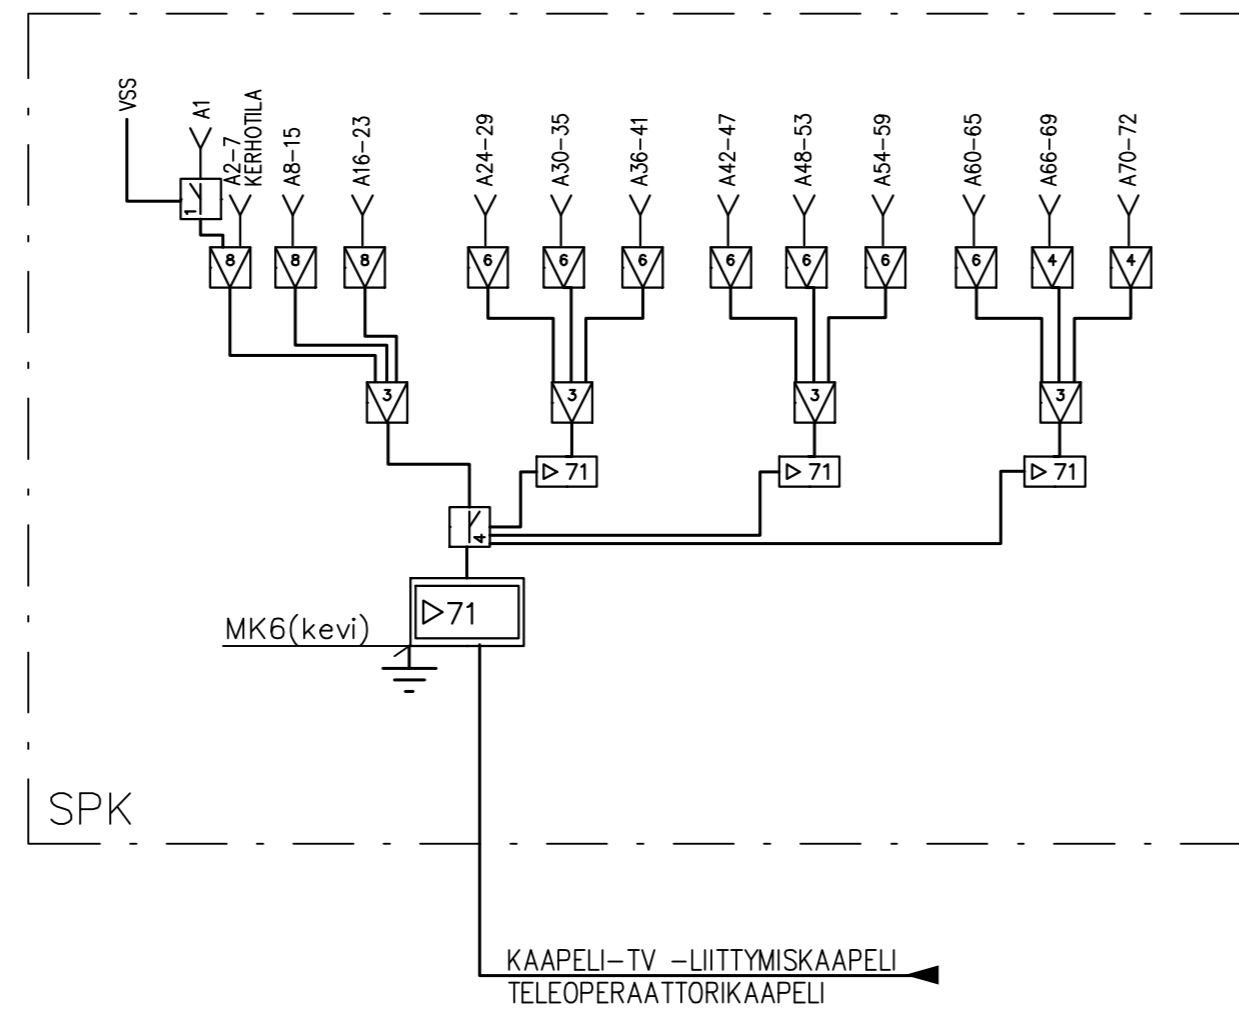 VSS
A1
A2-7
KERHOTILA
A8-15
A16-23
A24-29
A30-35
A36-41
A42-47
A48-53
A54-59
A60-65
A66-69
A70-72
1
8
8
8
6
6
6
6
6
6
6
4
4
3
3
3
3
71
71
71
4
71
MK6(kevi)
SPK
KAAPELI-TV -LIITTYMISKAAPELI
TELEOPERAATTORIKAAPELI